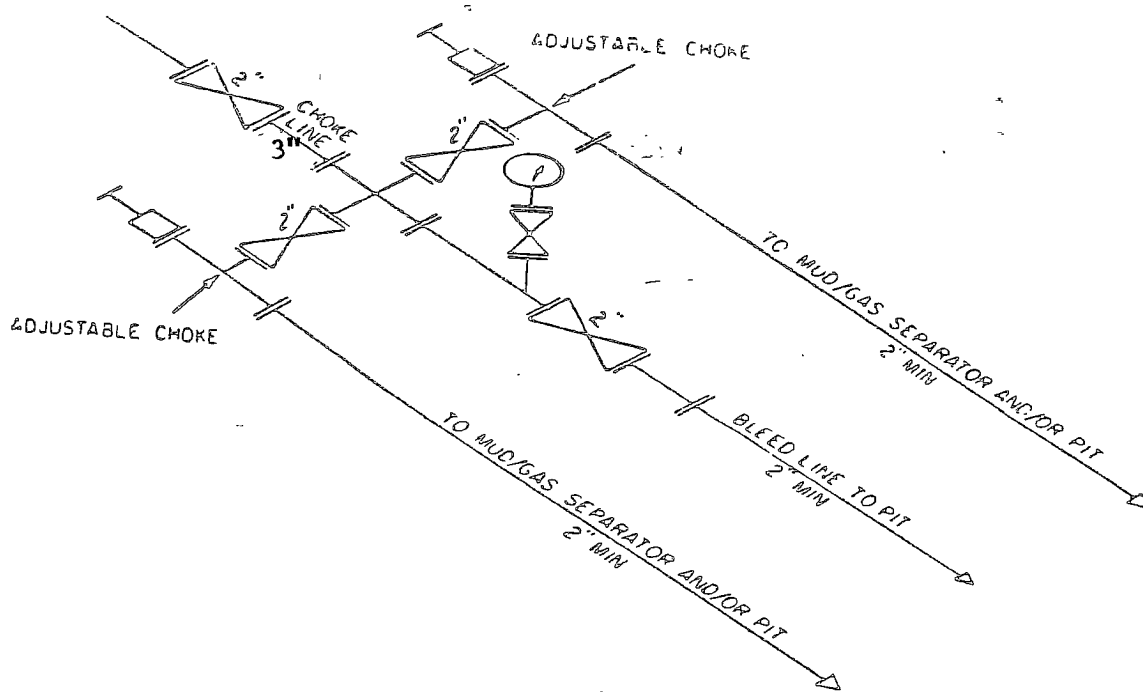 ADJUSTABLE CHOKE
2"
CHOKE
LINE
3"
2"
2"
ADJUSTABLE CHOKE
2"
TO MUD/GAS SEPARATOR AND/OR PIT
2" MIN
BLEED LINE TO PIT
2" MIN
TO MUD/GAS SEPARATOR AND/OR PIT
2" MIN